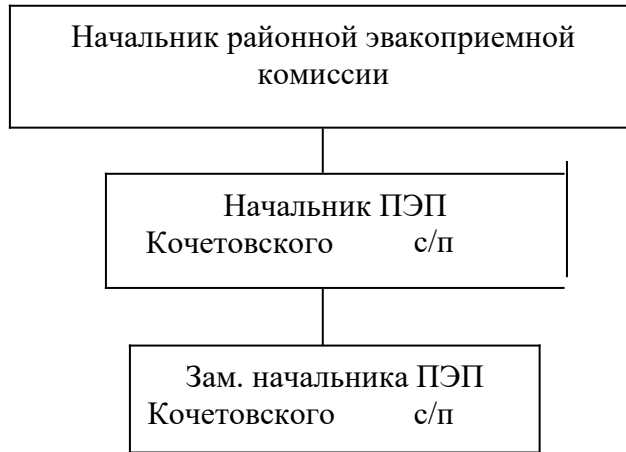 Начальник районной эвакоприемной
комиссии
Начальник ПЭП
Кочетовского с/п
Зам. начальника ПЭП
Кочетовского с/п